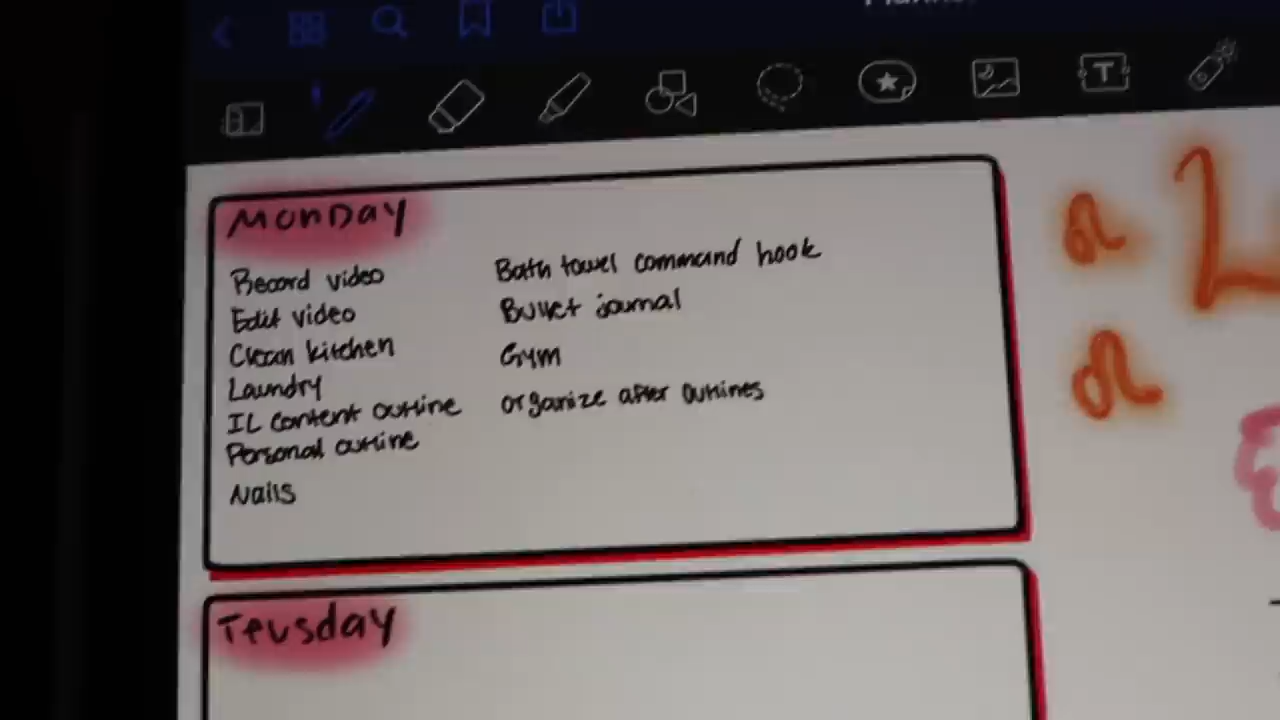 Monday
Record video
Edit video
Clean kitchen
Laundry
IL content outline
Personal outline
Nails
Bath towel command hook
Bullet journal
Gym
organize after outlines
Teusday
T